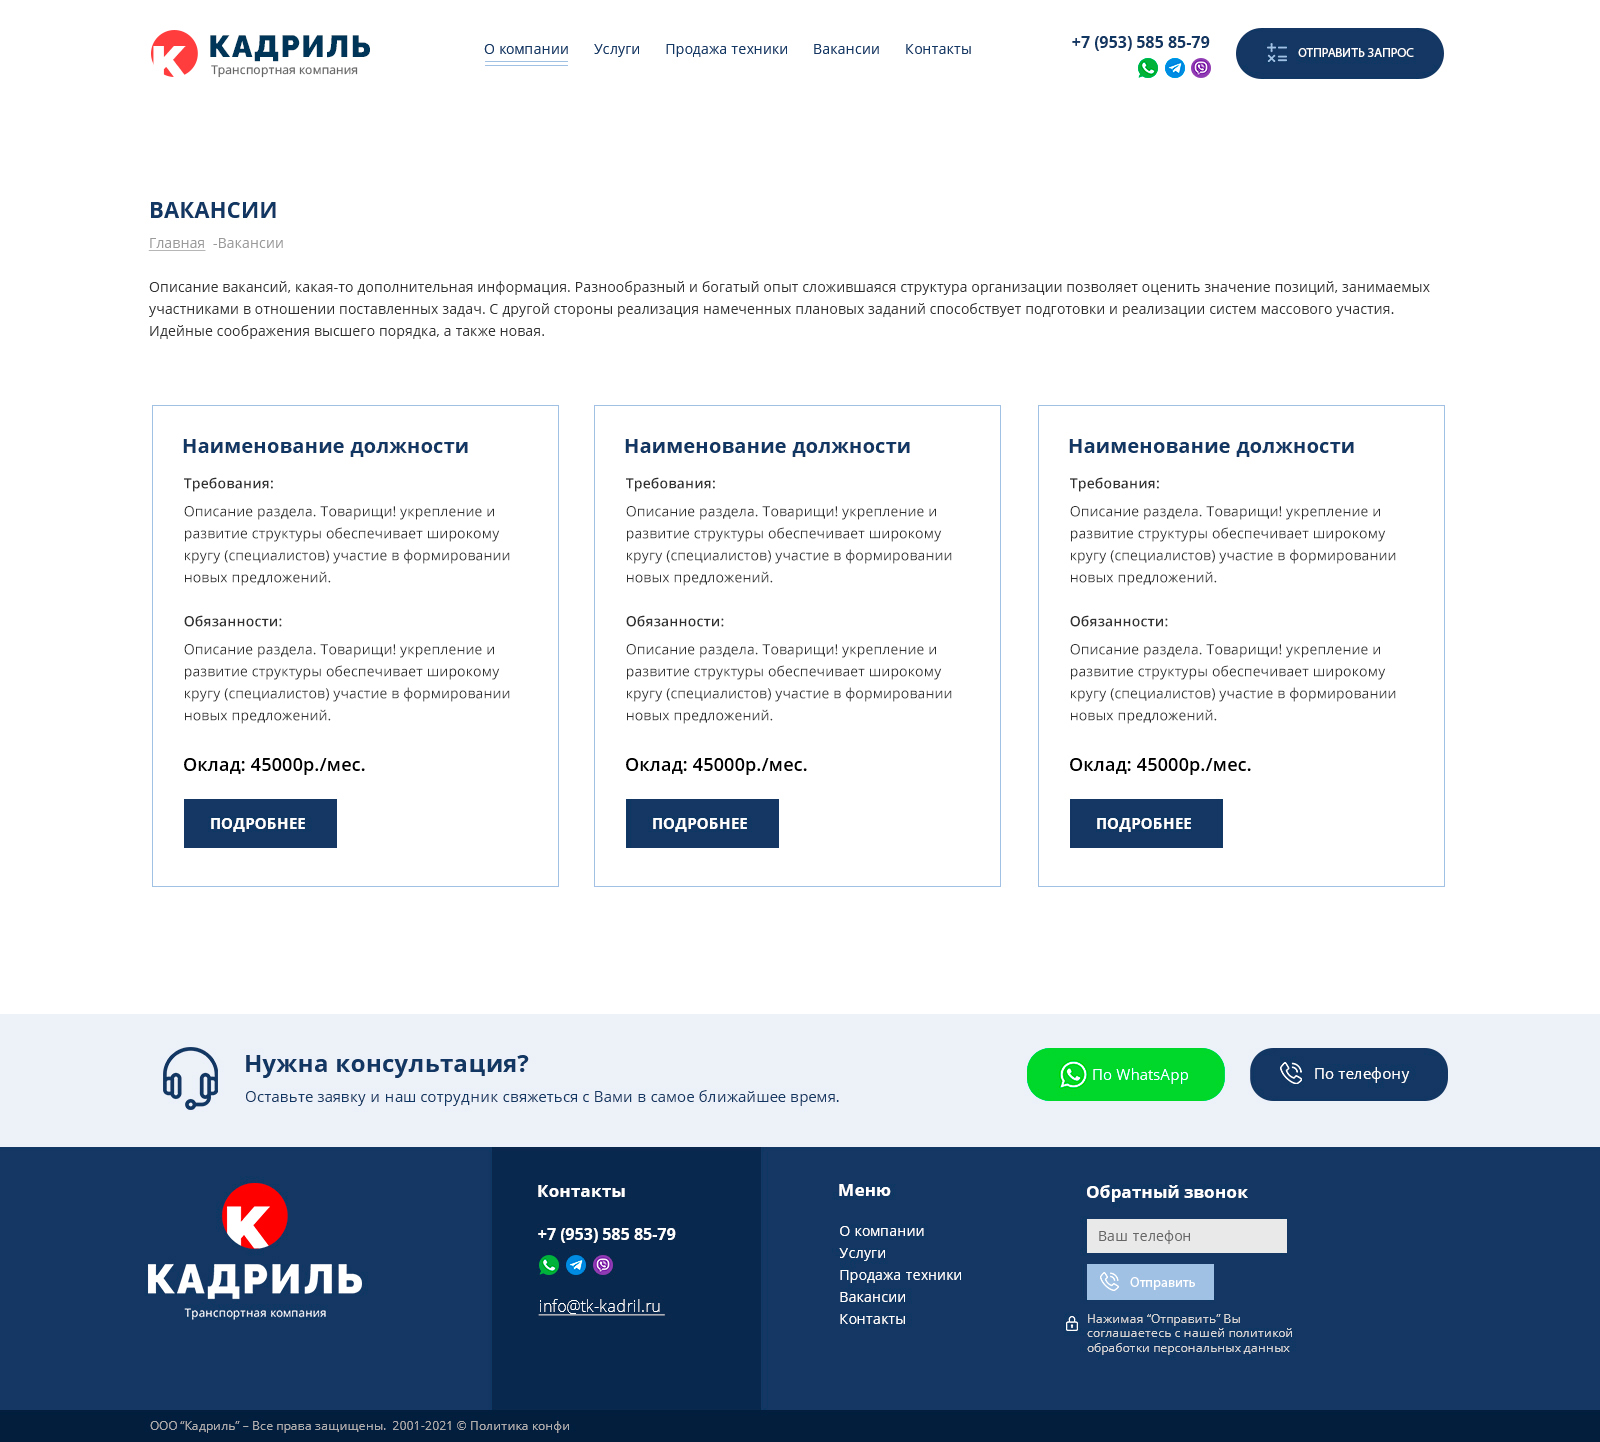 КАДРИЛЬ
Транспортная компания
О компании Услуги Продажа техники Вакансии Контакты
+7 (953) 585 85-79
ОТПРАВИТЬ ЗАПРОС
ВАКАНСИИ
Главная -Вакансии
Описание вакансий, какая-то дополнительная информация. Разнообразный и богатый опыт сложившаяся структура организации позволяет оценить значение позиций, занимаемых
участниками в отношении поставленных задач. С другой стороны реализация намеченных плановых заданий способствует подготовки и реализации систем массового участия.
Идейные соображения высшего порядка, а также новая.
Наименование должности
Требования:
Описание раздела. Товарищи! укрепление и
развитие структуры обеспечивает широкому
кругу (специалистов) участие в формировании
новых предложений.
Обязанности:
Описание раздела. Товарищи! укрепление и
развитие структуры обеспечивает широкому
кругу (специалистов) участие в формировании
новых предложений.
Оклад: 45000р./мес.
ПОДРОБНЕЕ
Наименование должности
Требования:
Описание раздела. Товарищи! укрепление и
развитие структуры обеспечивает широкому
кругу (специалистов) участие в формировании
новых предложений.
Обязанности:
Описание раздела. Товарищи! укрепление и
развитие структуры обеспечивает широкому
кругу (специалистов) участие в формировании
новых предложений.
Оклад: 45000р./мес.
ПОДРОБНЕЕ
Наименование должности
Требования:
Описание раздела. Товарищи! укрепление и
развитие структуры обеспечивает широкому
кругу (специалистов) участие в формировании
новых предложений.
Обязанности:
Описание раздела. Товарищи! укрепление и
развитие структуры обеспечивает широкому
кругу (специалистов) участие в формировании
новых предложений.
Оклад: 45000р./мес.
ПОДРОБНЕЕ
Нужна консультация?
Оставьте заявку и наш сотрудник свяжеться с Вами в самое ближайшее время.
По WhatsApp
По телефону
КАДРИЛЬ
Транспортная компания
Контакты
+7 (953) 585 85-79
info@tk-kadril.ru
Меню
О компании
Услуги
Продажа техники
Вакансии
Контакты
Обратный звонок
Ваш телефон
Отправить
Нажимая “Отправить” Вы
соглашаетесь с нашей политикой
обработки персональных данных
ООО “Кадриль” – Все права защищены. 2001-2021 © Политика конфи